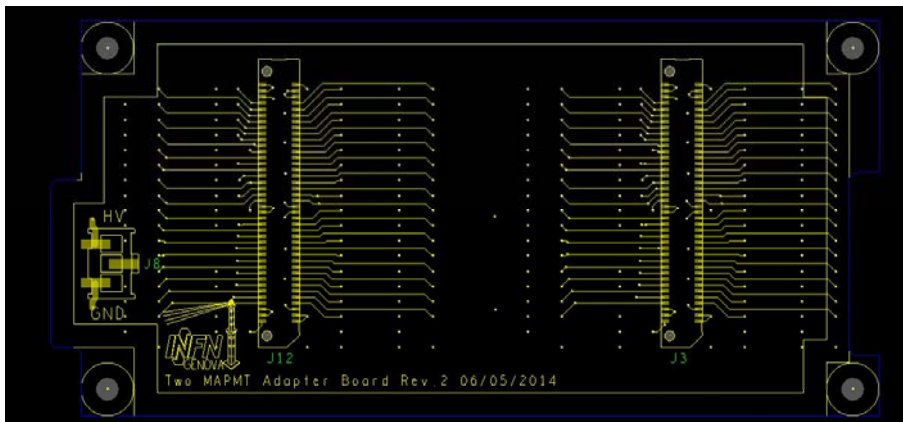 HV
J8
GND
INFN
GENOVA
J12
J3
Two MAPMT Adapter Board Rev.2 06/05/2014